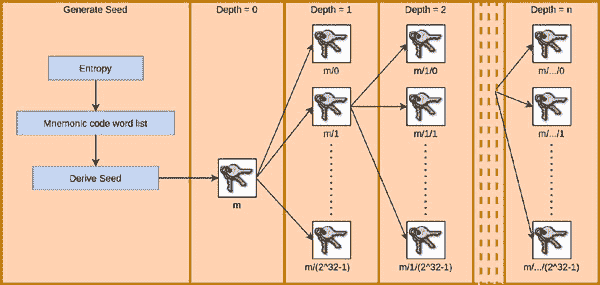 Generate Seed
Depth = 0
Depth = 1
Depth = 2
Depth = n
Entropy
Mnemonic code word list
Derive Seed
m
m/0
m/1
m/(2^32-1)
m/1/0
m/1/1
m/1/(2^32-1)
m/.../0
m/.../1
m/.../(2^32-1)